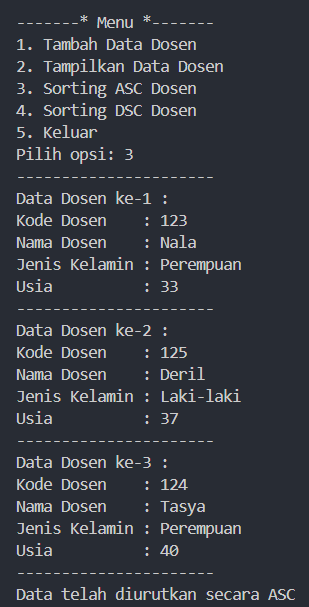 -------* Menu *-------
1. Tambah Data Dosen
2. Tampilkan Data Dosen
3. Sorting ASC Dosen
4. Sorting DSC Dosen
5. Keluar
Pilih opsi: 3
----------------------
Data Dosen ke-1 :
Kode Dosen    : 123
Nama Dosen    : Nala
Jenis Kelamin : Perempuan
Usia          : 33
----------------------
Data Dosen ke-2 :
Kode Dosen    : 125
Nama Dosen    : Deril
Jenis Kelamin : Laki-laki
Usia          : 37
----------------------
Data Dosen ke-3 :
Kode Dosen    : 124
Nama Dosen    : Tasya
Jenis Kelamin : Perempuan
Usia          : 40
----------------------
Data telah diurutkan secara ASC